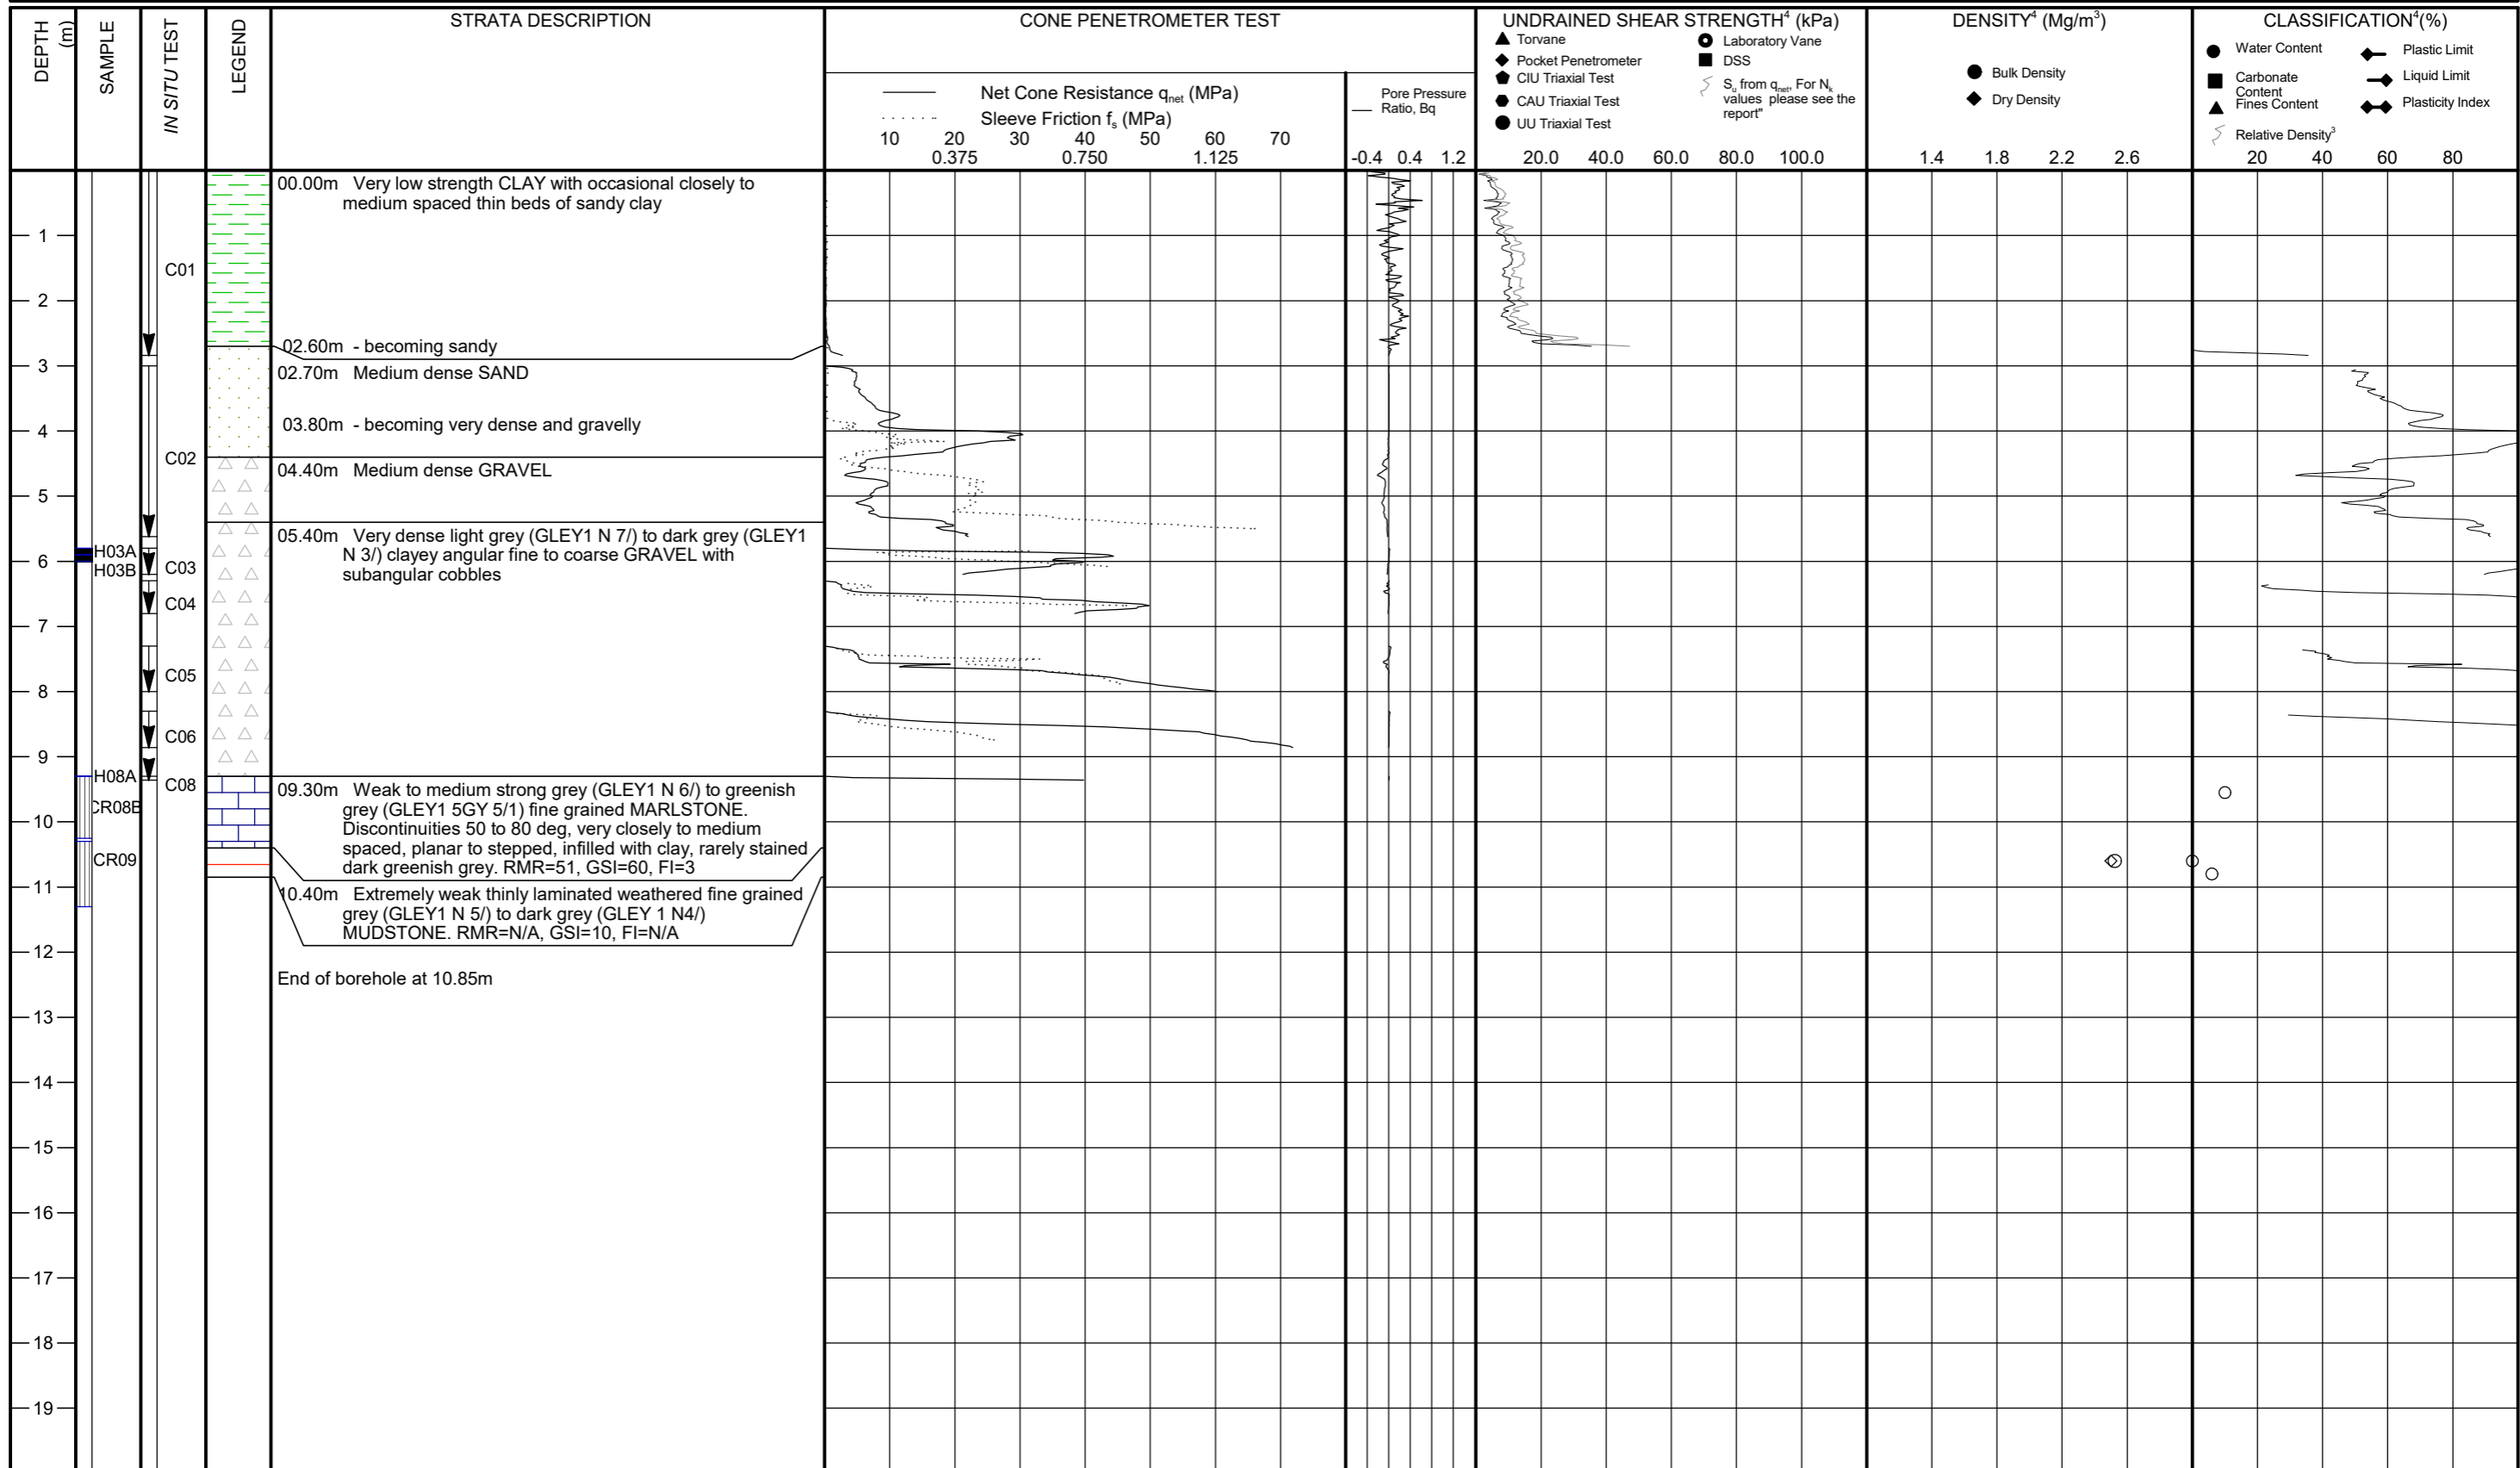 DEPTH (m)
SAMPLE
IN SITU TEST
LEGEND
STRATA DESCRIPTION
CONE PENETROMETER TEST
Net Cone Resistance qnet (MPa)
Sleeve Friction fs (MPa)
10 20 30 40 50 60 70
0.375 0.750 1.125
Pore Pressure
Ratio, Bq
-0.4 0.4 1.2
UNDRAINED SHEAR STRENGTH⁴ (kPa)
Torvane
Pocket Penetrometer
CIU Triaxial Test
CAU Triaxial Test
UU Triaxial Test
Laboratory Vane
DSS
Su from qnet, For Nk
values please see the
report"
20.0 40.0 60.0 80.0 100.0
DENSITY⁴ (Mg/m³)
Bulk Density
Dry Density
1.4 1.8 2.2 2.6
CLASSIFICATION⁴(%)
Water Content
Carbonate
Content
Fines Content
Relative Density³
Plastic Limit
Liquid Limit
Plasticity Index
20 40 60 80
00.00m Very low strength CLAY with occasional closely to
medium spaced thin beds of sandy clay
1
C01
2
02.60m - becoming sandy
3
02.70m Medium dense SAND
03.80m - becoming very dense and gravelly
4
C02
04.40m Medium dense GRAVEL
5
05.40m Very dense light grey (GLEY1 N 7/) to dark grey (GLEY1
N 3/) clayey angular fine to coarse GRAVEL with
subangular cobbles
H03A
6
H03B
C03
C04
7
C05
8
C06
9
H08A
C08
09.30m Weak to medium strong grey (GLEY1 N 6/) to greenish
grey (GLEY1 5GY 5/1) fine grained MARLSTONE.
Discontinuities 50 to 80 deg, very closely to medium
spaced, planar to stepped, infilled with clay, rarely stained
dark greenish grey. RMR=51, GSI=60, FI=3
CR08B
10
CR09
11
10.40m Extremely weak thinly laminated weathered fine grained
grey (GLEY1 N 5/) to dark grey (GLEY 1 N4/)
MUDSTONE. RMR=N/A, GSI=10, FI=N/A
12
End of borehole at 10.85m
13
14
15
16
17
18
19